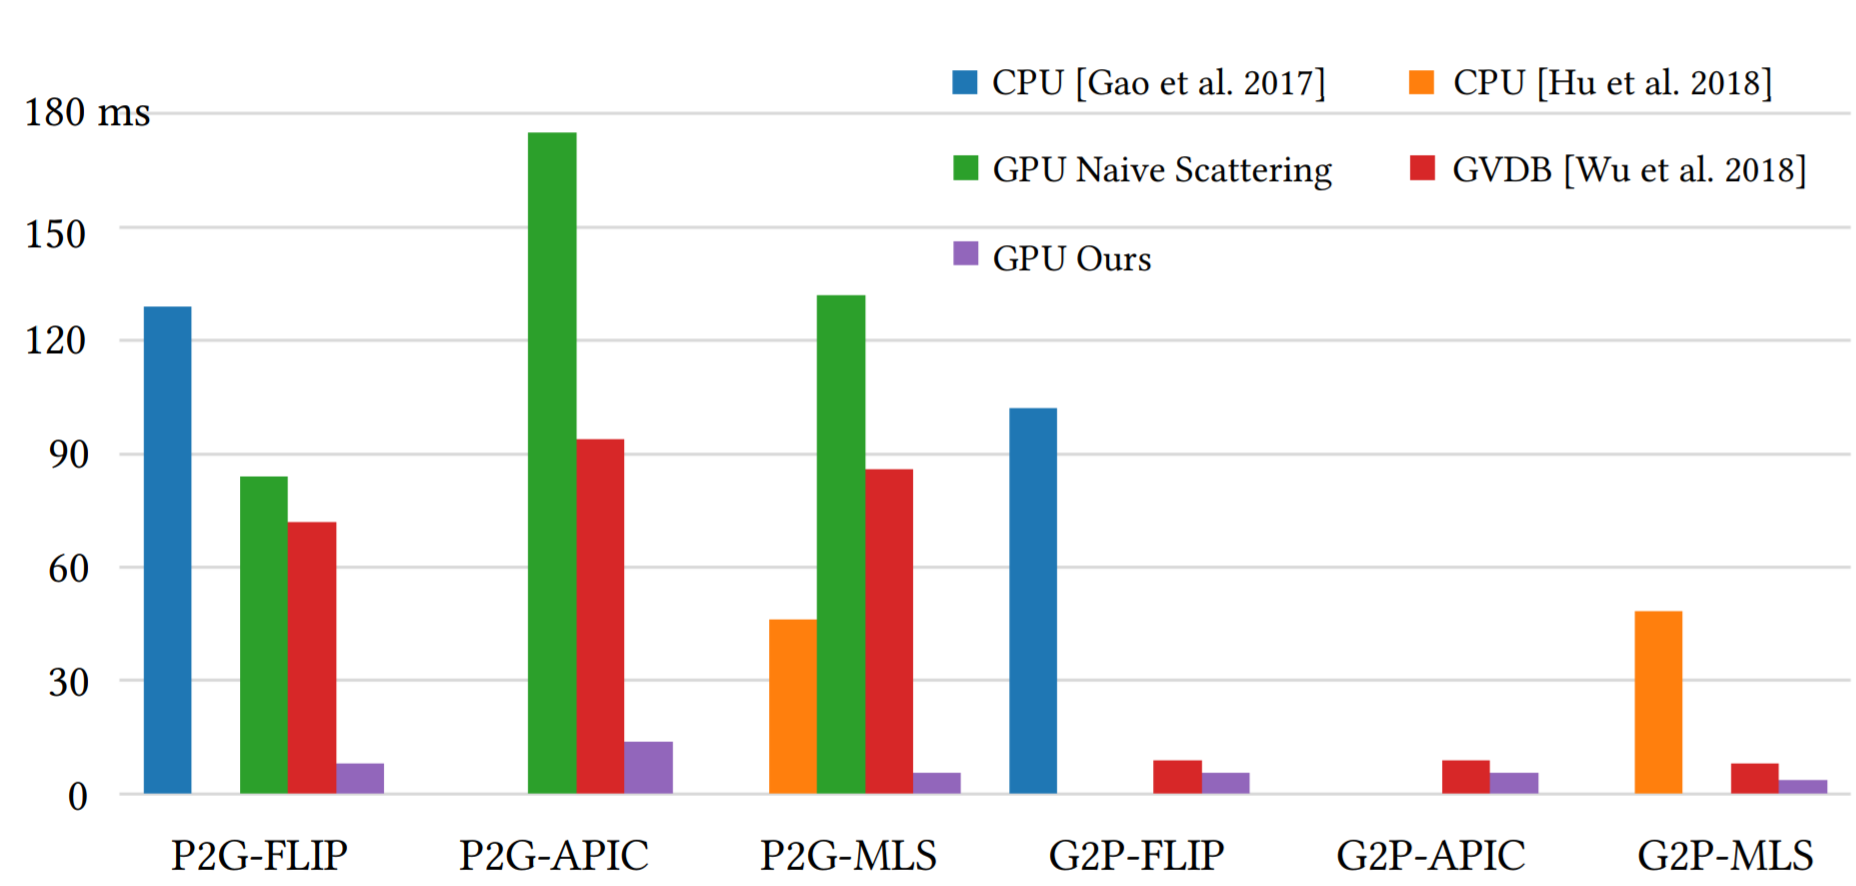 CPU [Gao et al. 2017] CPU [Hu et al. 2018]
180 ms
GPU Naive Scattering GVDB [Wu et al. 2018]
150
GPU Ours
120
90
60
30
0
P2G-FLIP P2G-APIC P2G-MLS G2P-FLIP G2P-APIC G2P-MLS